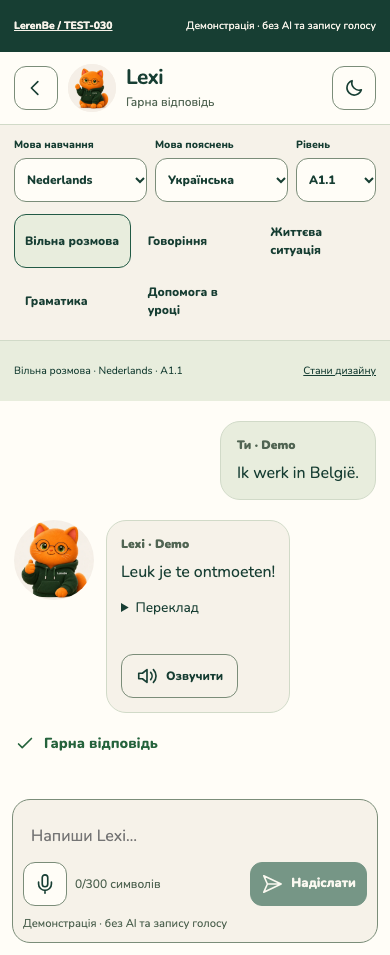 LerenBe / TEST-030
Демонстрація · без AI та запису голосу
Lexi
Гарна відповідь
Мова навчання
Мова пояснень
Рівень
Nederlands
Українська
A1.1
Вільна розмова
Говоріння
Життєва
ситуація
Граматика
Допомога в
уроці
Вільна розмова · Nederlands · A1.1
Стани дизайну
Ти · Demo
Ik werk in België.
Lexi · Demo
Leuk je te ontmoeten!
Переклад
Озвучити
Гарна відповідь
Напиши Lexi...
0/300 символів
Надіслати
Демонстрація · без AI та запису голосу